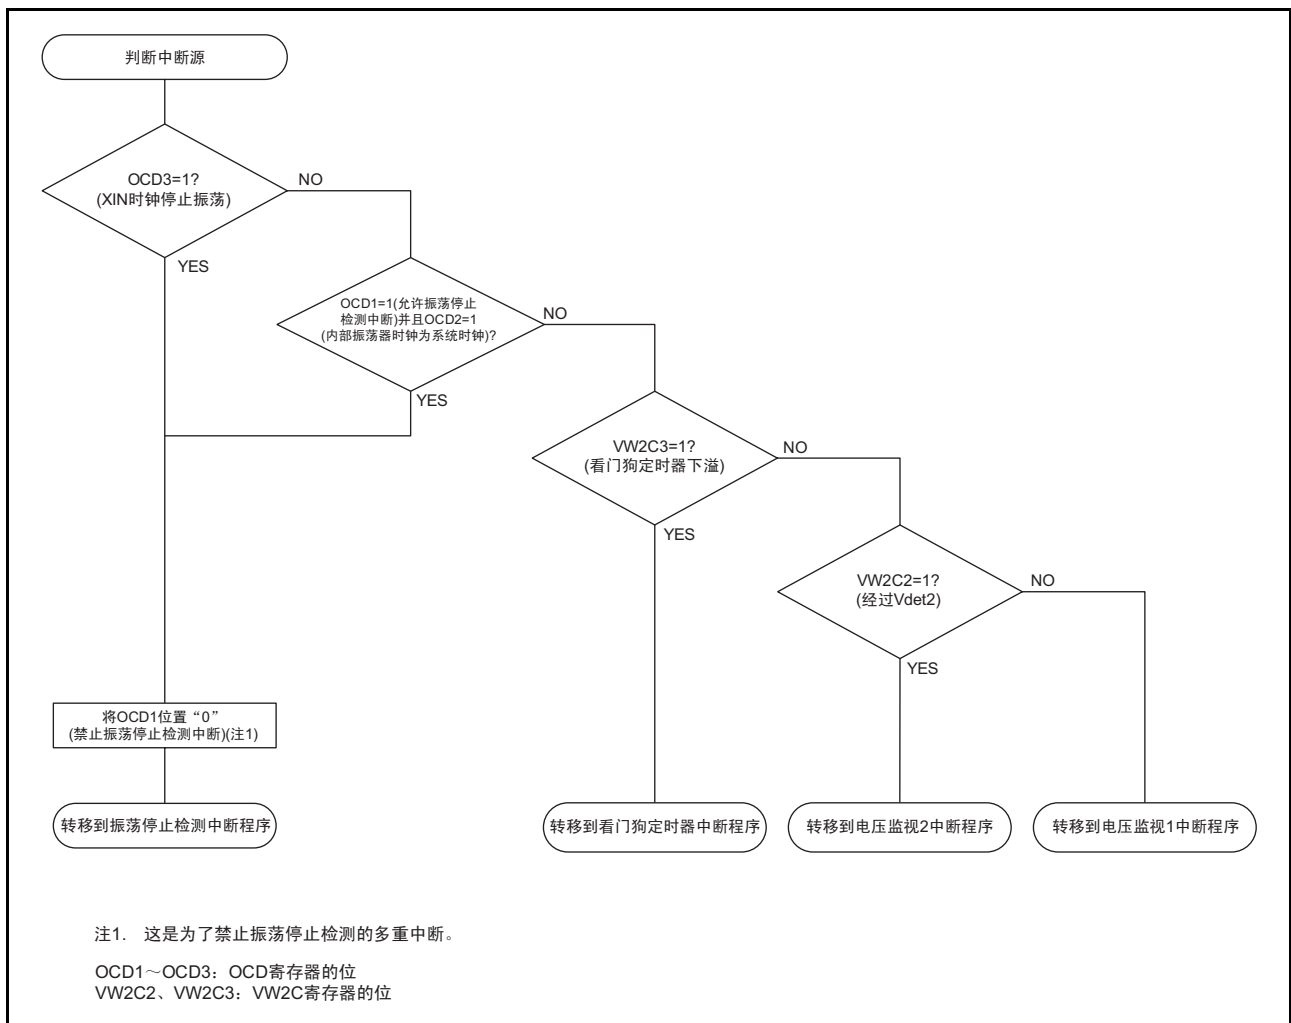 判断中断源
OCD3=1?
(XIN时钟停止振荡)
NO
YES
OCD1=1(允许振荡停止
检测中断)并且OCD2=1
(内部振荡器时钟为系统时钟)?
NO
YES
VW2C3=1?
(看门狗定时器下溢)
NO
YES
VW2C2=1?
(经过Vdet2)
NO
YES
将OCD1位置“0”
(禁止振荡停止检测中断)(注1)
转移到振荡停止检测中断程序
转移到看门狗定时器中断程序
转移到电压监视2中断程序
转移到电压监视1中断程序
注1. 这是为了禁止振荡停止检测的多重中断。
OCD1～OCD3：OCD寄存器的位
VW2C2、VW2C3：VW2C寄存器的位